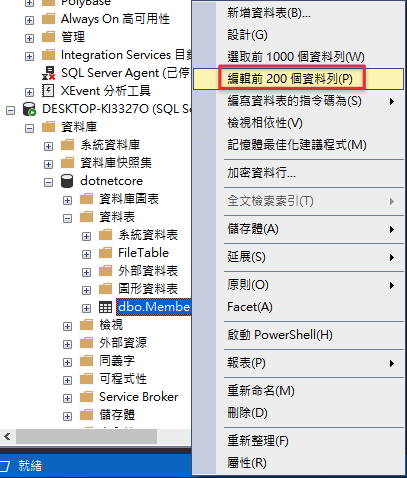 PolyBase
Always On 高可用性
管理
Integration Services 目錄
SQL Server Agent (已停
XEvent 分析工具
DESKTOP-KI3327O (SQL Se
資料庫
系統資料庫
資料庫快照集
dotnetcore
資料庫圖表
資料表
系統資料表
FileTable
外部資料表
圖形資料表
dbo.Membe
檢視
外部資源
同義字
可程式性
Service Broker
儲存體
就緒
新增資料表(B)...
設計(G)
選取前 1000 個資料列(W)
編輯前 200 個資料列(P)
編寫資料表的指令碼為(S)
檢視相依性(V)
記憶體最佳化建議程式(M)
加密資料行...
全文檢索索引(T)
儲存體(A)
延展(S)
原則(O)
Facet(A)
啟動 PowerShell(H)
報表(P)
重新命名(M)
刪除(D)
重新整理(F)
屬性(R)